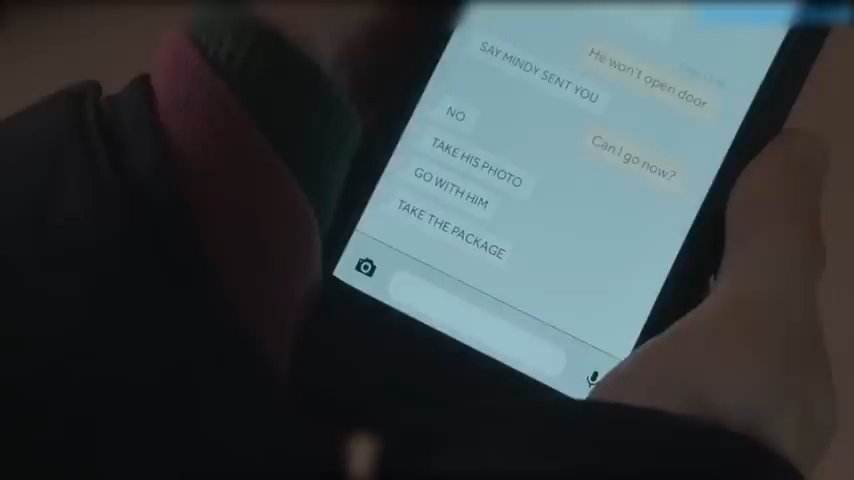 He won't open door
SAY MINDY SENT YOU
Can I go now?
NO
TAKE HIS PHOTO
GO WITH HIM
TAKE THE PACKAGE